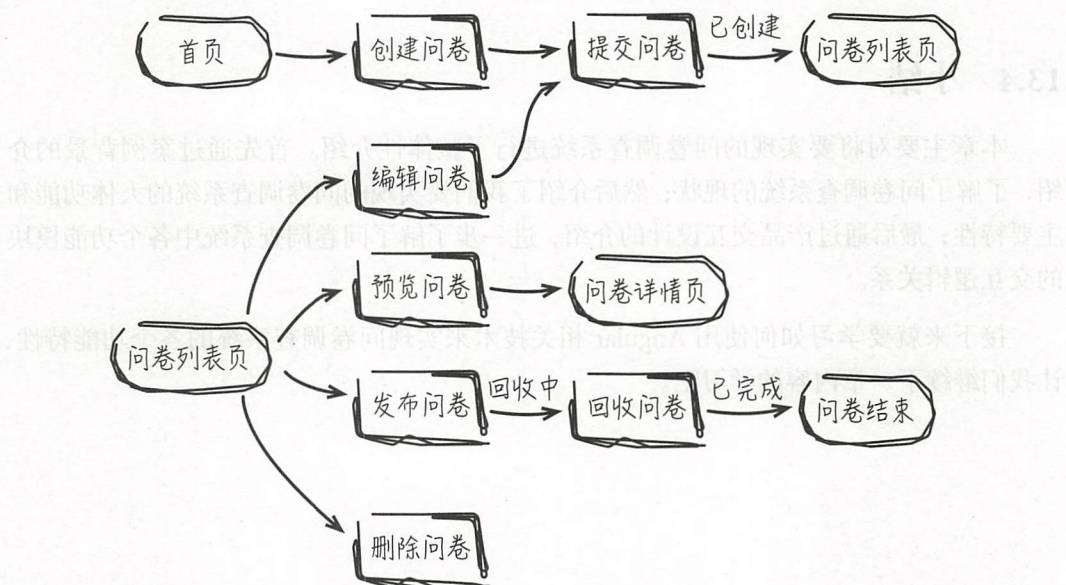 首页
创建问卷
提交问卷
已创建
问卷列表页
编辑问卷
预览问卷
问卷详情页
问卷列表页
发布问卷
回收中
回收问卷
已完成
问卷结束
删除问卷